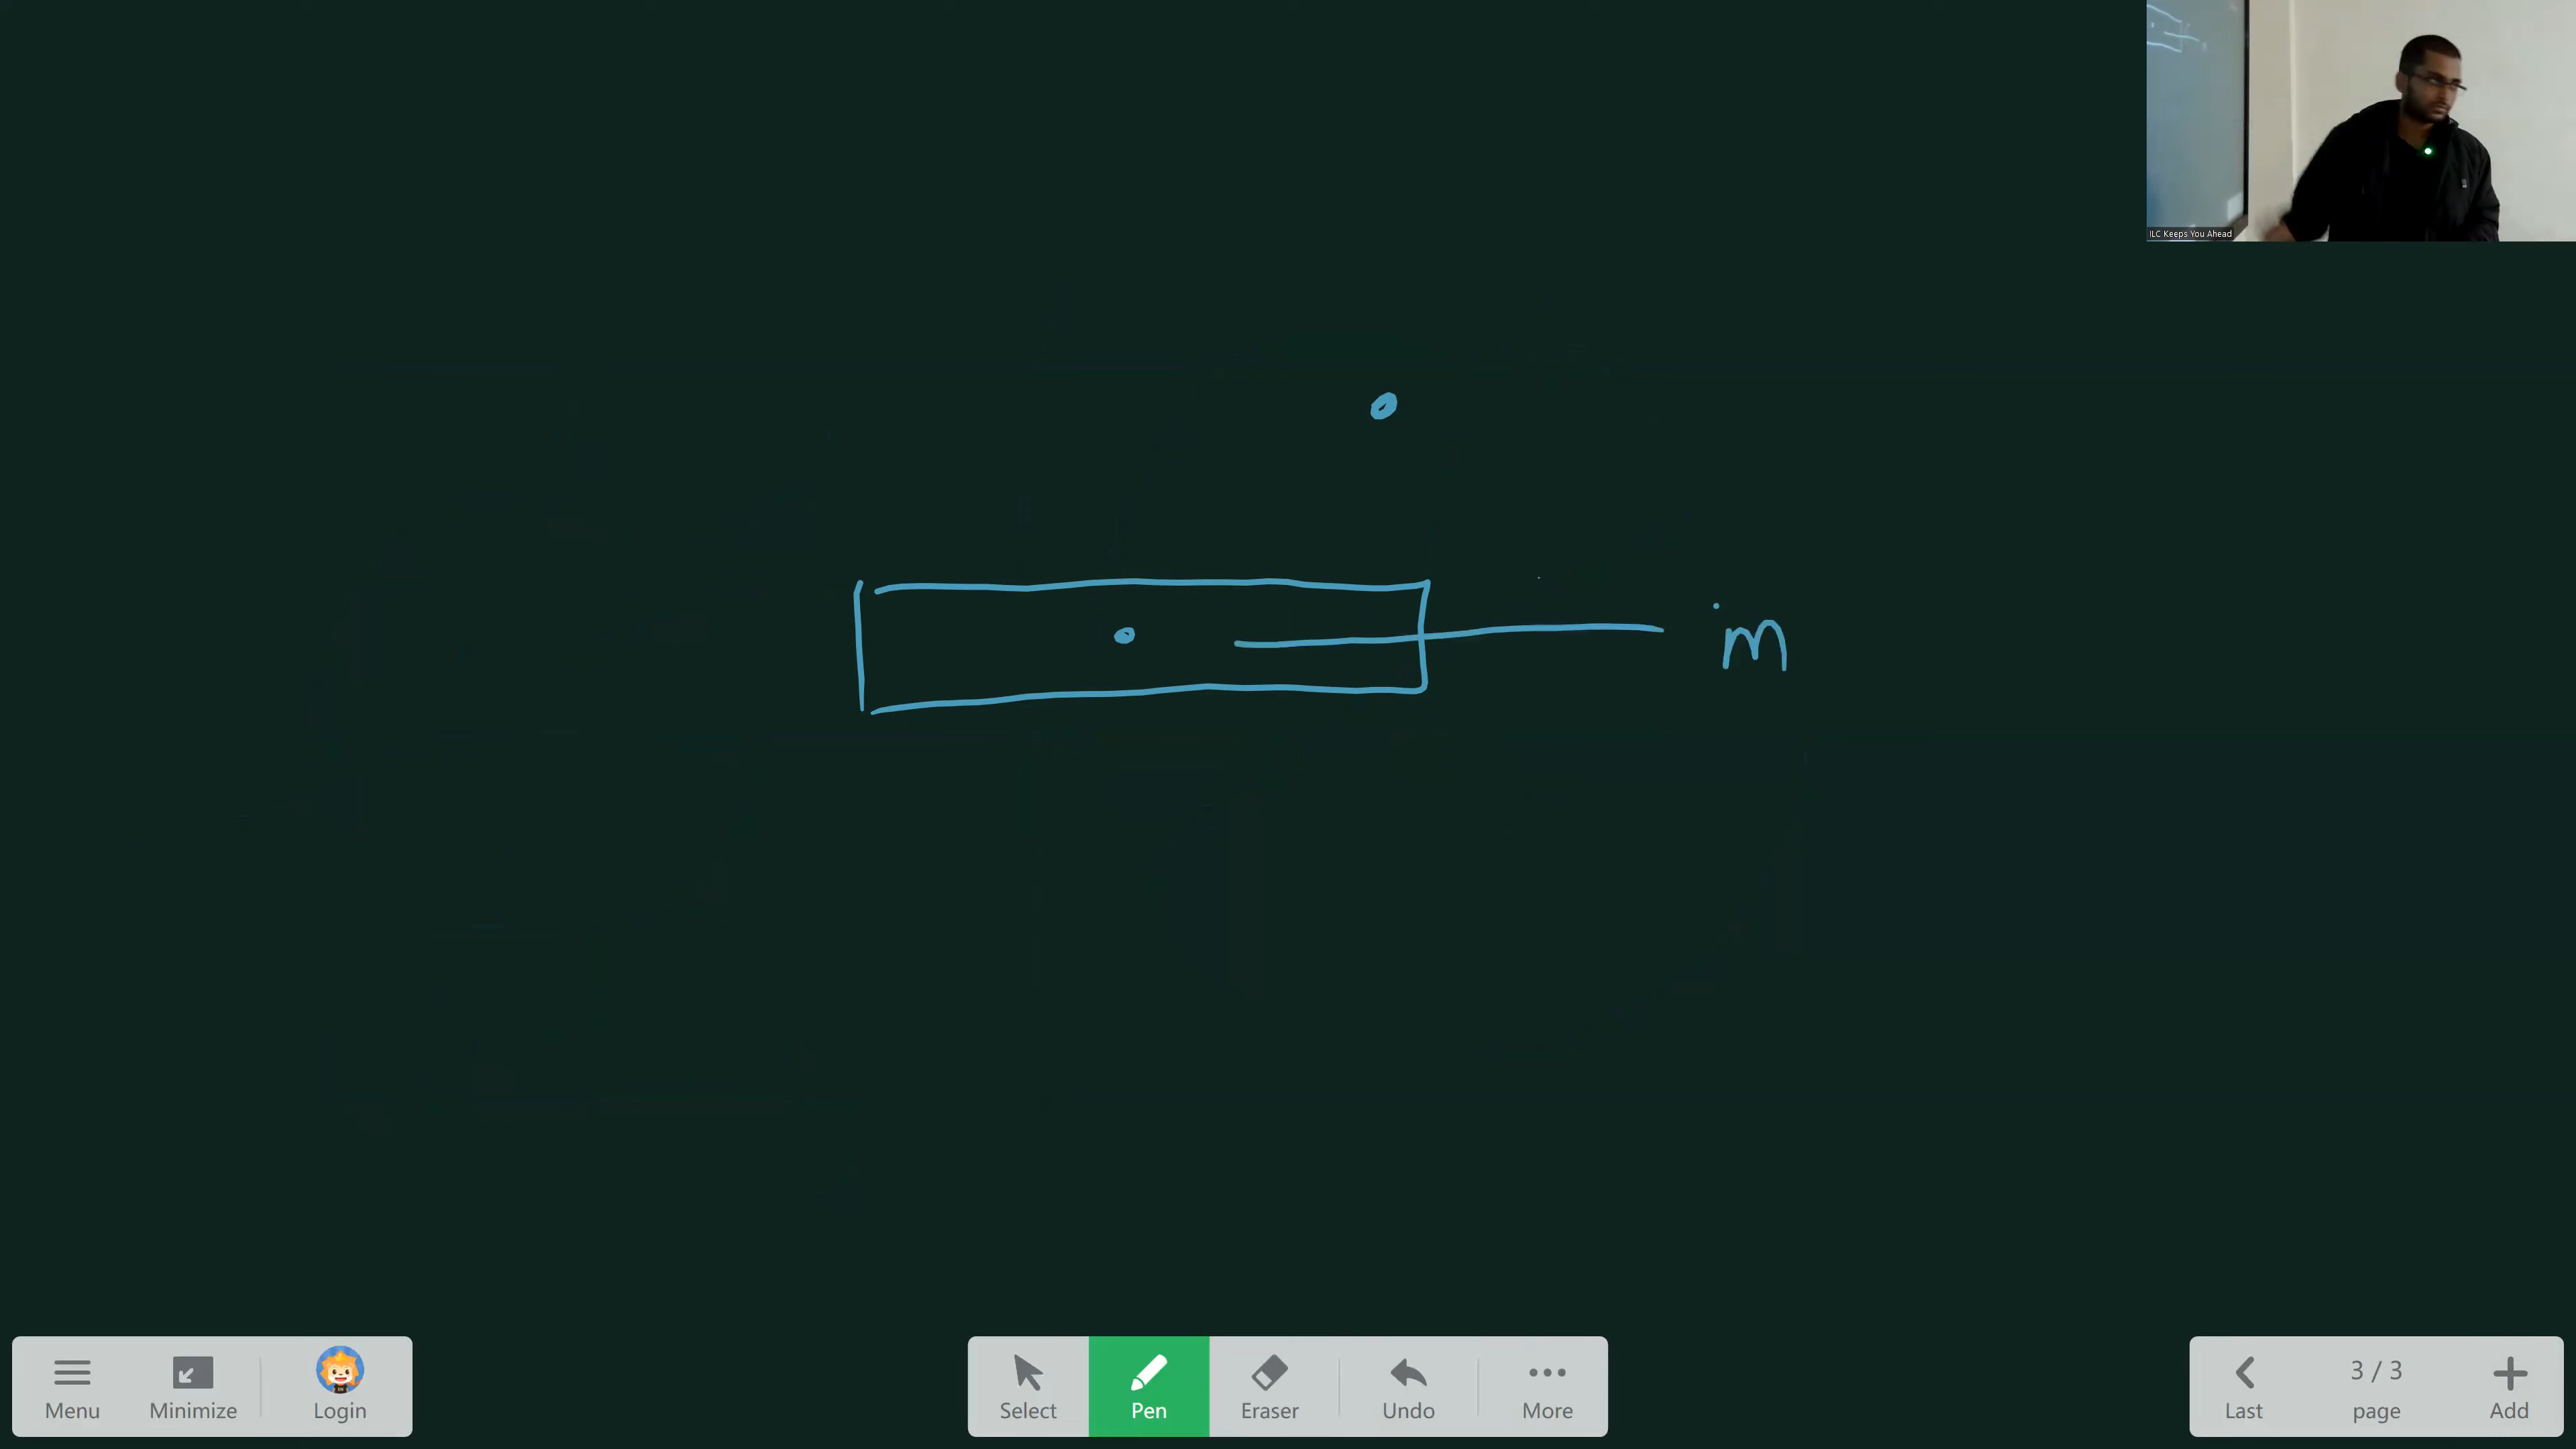 ILC Keeps You Ahead
ṁ
Menu
Minimize
Login
Select
Pen
Eraser
Undo
More
Last
3 / 3
page
Add